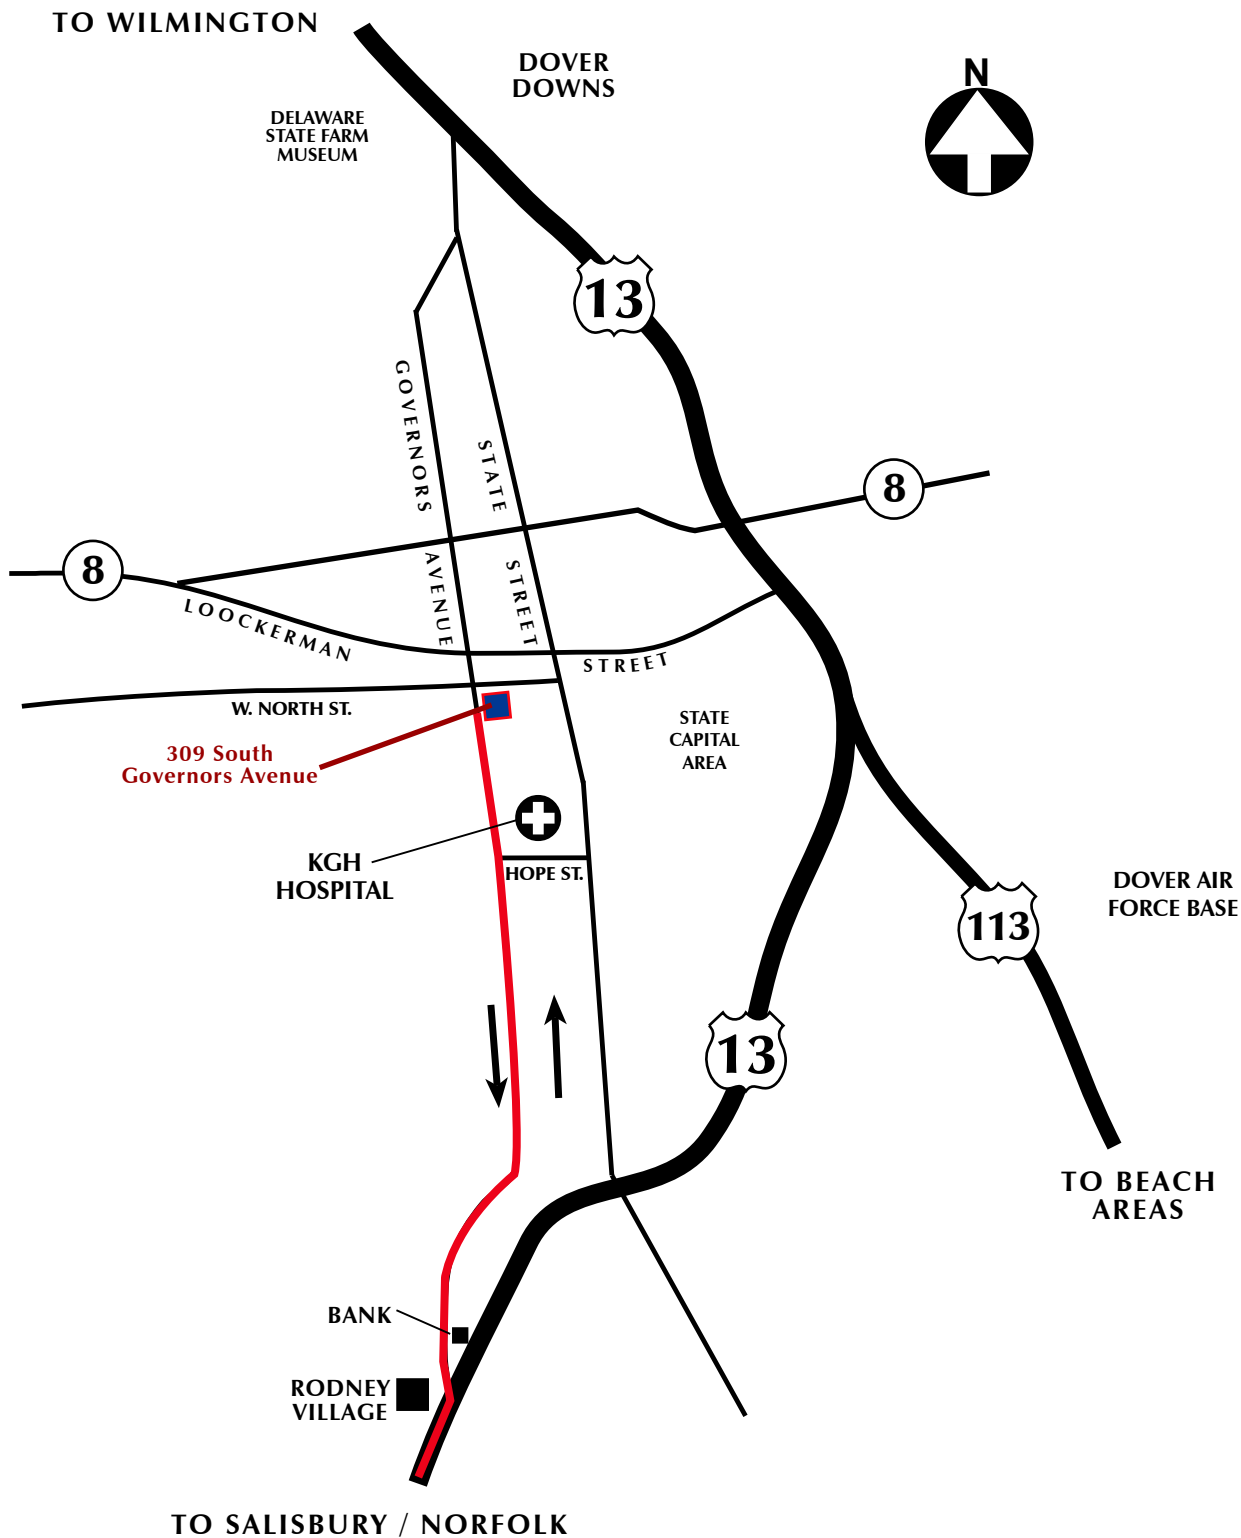 TO WILMINGTON
DOVER
DOWNS
N
DELAWARE
STATE FARM
MUSEUM
13
GOVERNORS
AVENUE
STATE
STREET
8
8
LOOCKERMAN
STREET
W. NORTH ST.
309 South
Governors Avenue
STATE
CAPITAL
AREA
KGH
HOSPITAL
HOPE ST.
DOVER AIR
FORCE BASE
113
13
TO BEACH
AREAS
BANK
RODNEY
VILLAGE
TO SALISBURY / NORFOLK